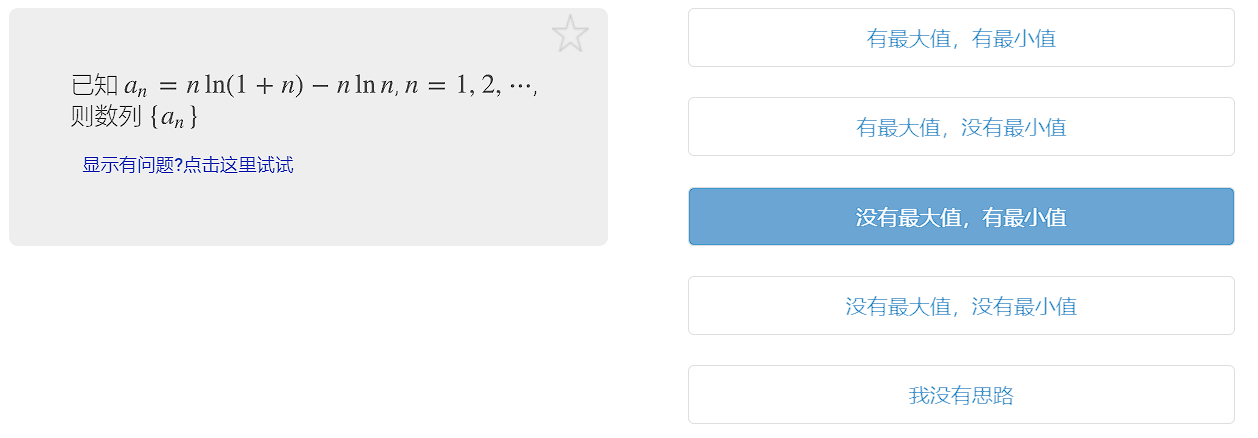 已知 aₙ = n ln(1 + n) − n ln n, n = 1, 2, ⋯,
则数列 {aₙ}
显示有问题?点击这里试试
有最大值，有最小值
有最大值，没有最小值
没有最大值，有最小值
没有最大值，没有最小值
我没有思路